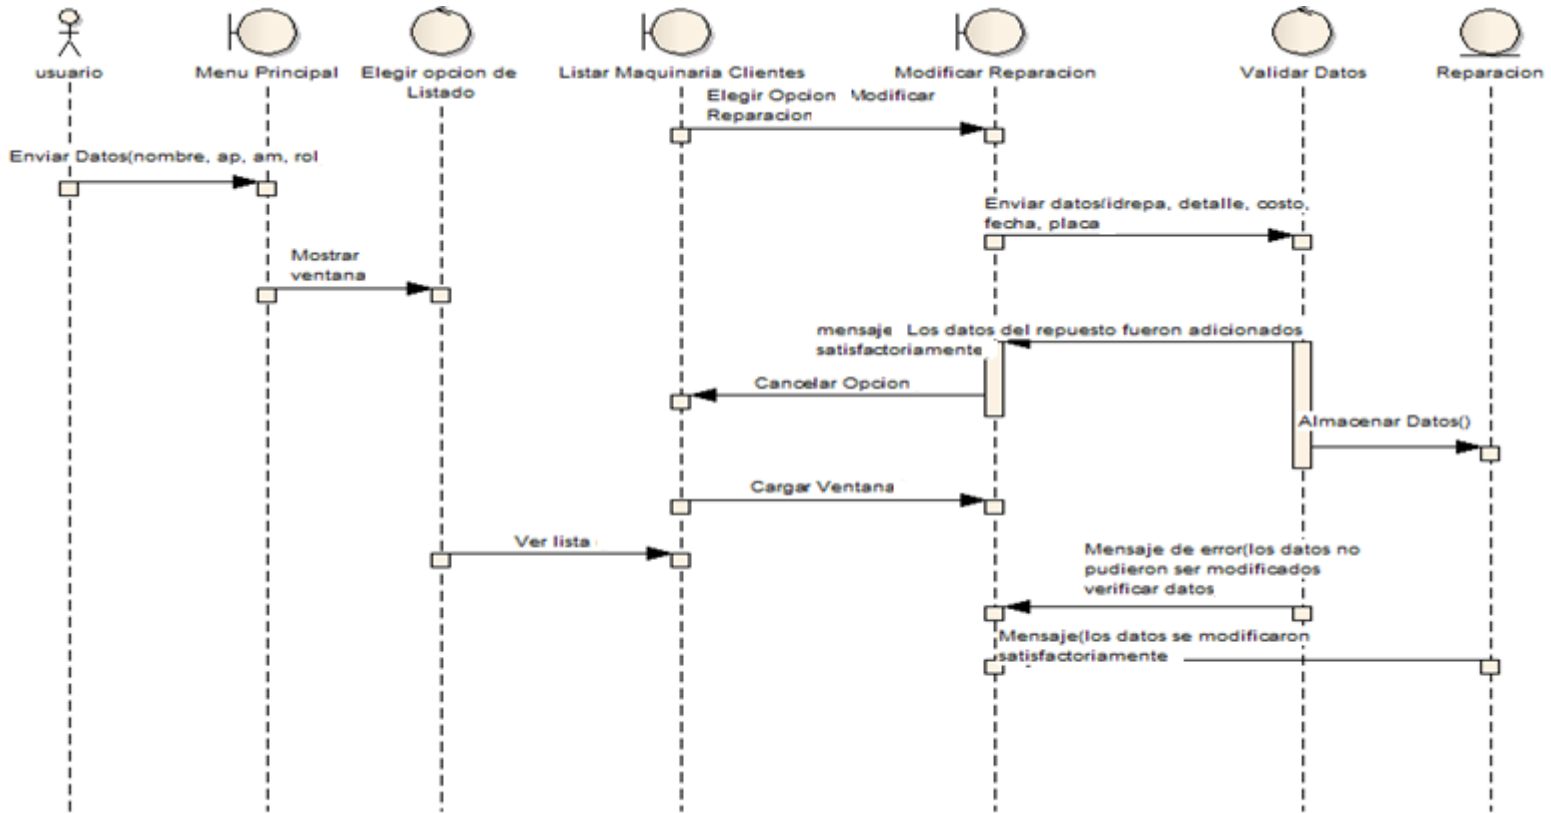 usuario
Menu Principal
Elegir opcion de
Listado
Listar Maquinaria Clientes
Modificar Reparacion
Validar Datos
Reparacion
Elegir Opcion Modificar
Reparacion
Enviar Datos(nombre, ap, am, rol
Enviar datos(idrepa, detalle, costo,
fecha, placa
Mostrar
ventana
mensaje Los datos del repuesto fueron adicionados
satisfactoriamente
Cancelar Opcion
Almacenar Datos()
Cargar Ventana
Ver lista
Mensaje de error(los datos no
pudieron ser modificados
verificar datos
Mensaje(los datos se modificaron
satisfactoriamente